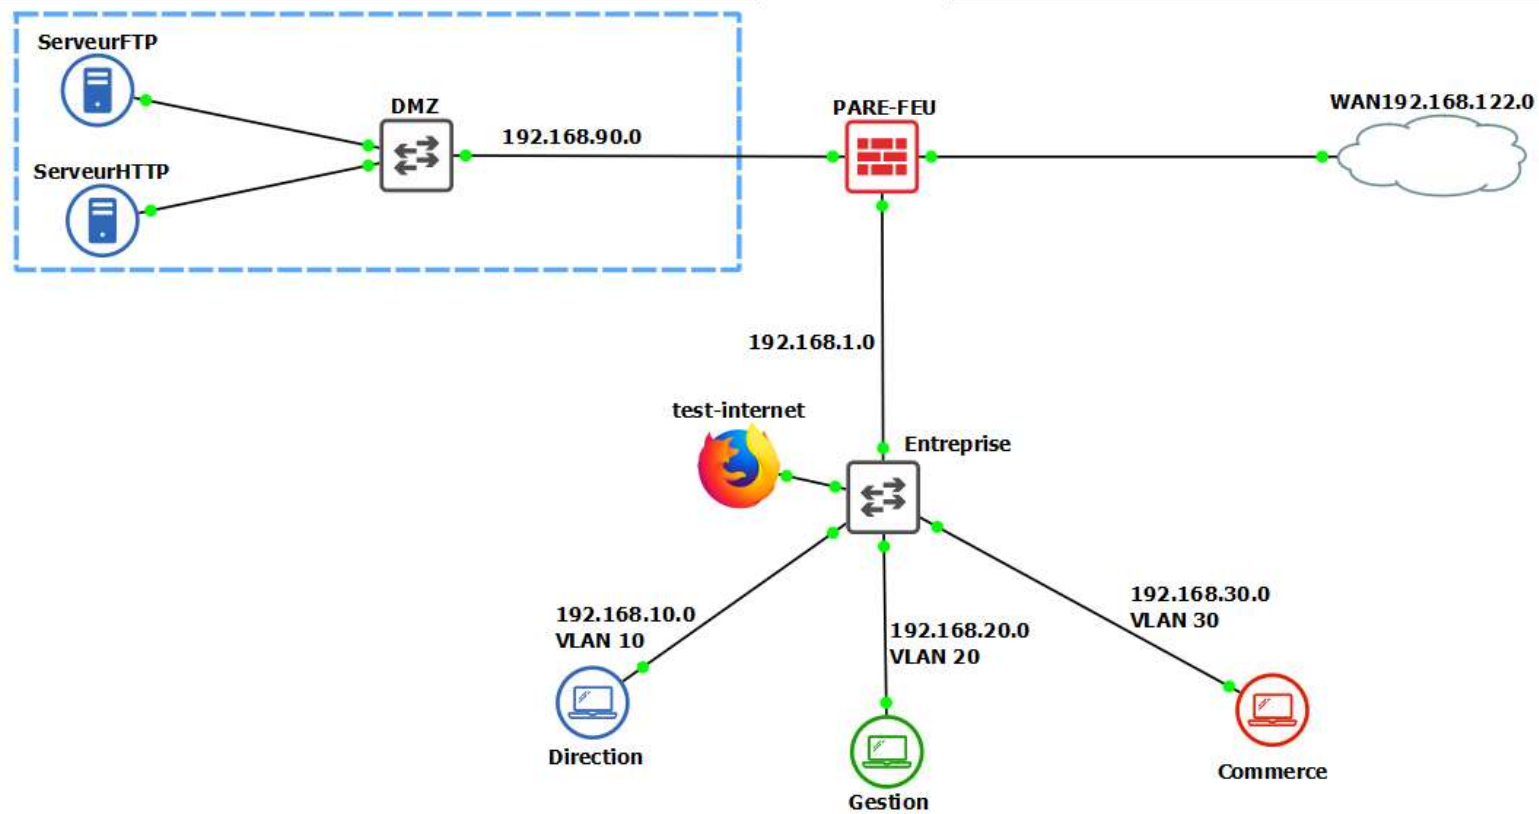 ServeurFTP
DMZ
PARE-FEU
WAN192.168.122.0
192.168.90.0
ServeurHTTP
192.168.1.0
test-internet
Entreprise
192.168.10.0
VLAN 10
192.168.20.0
VLAN 20
192.168.30.0
VLAN 30
Direction
Gestion
Commerce